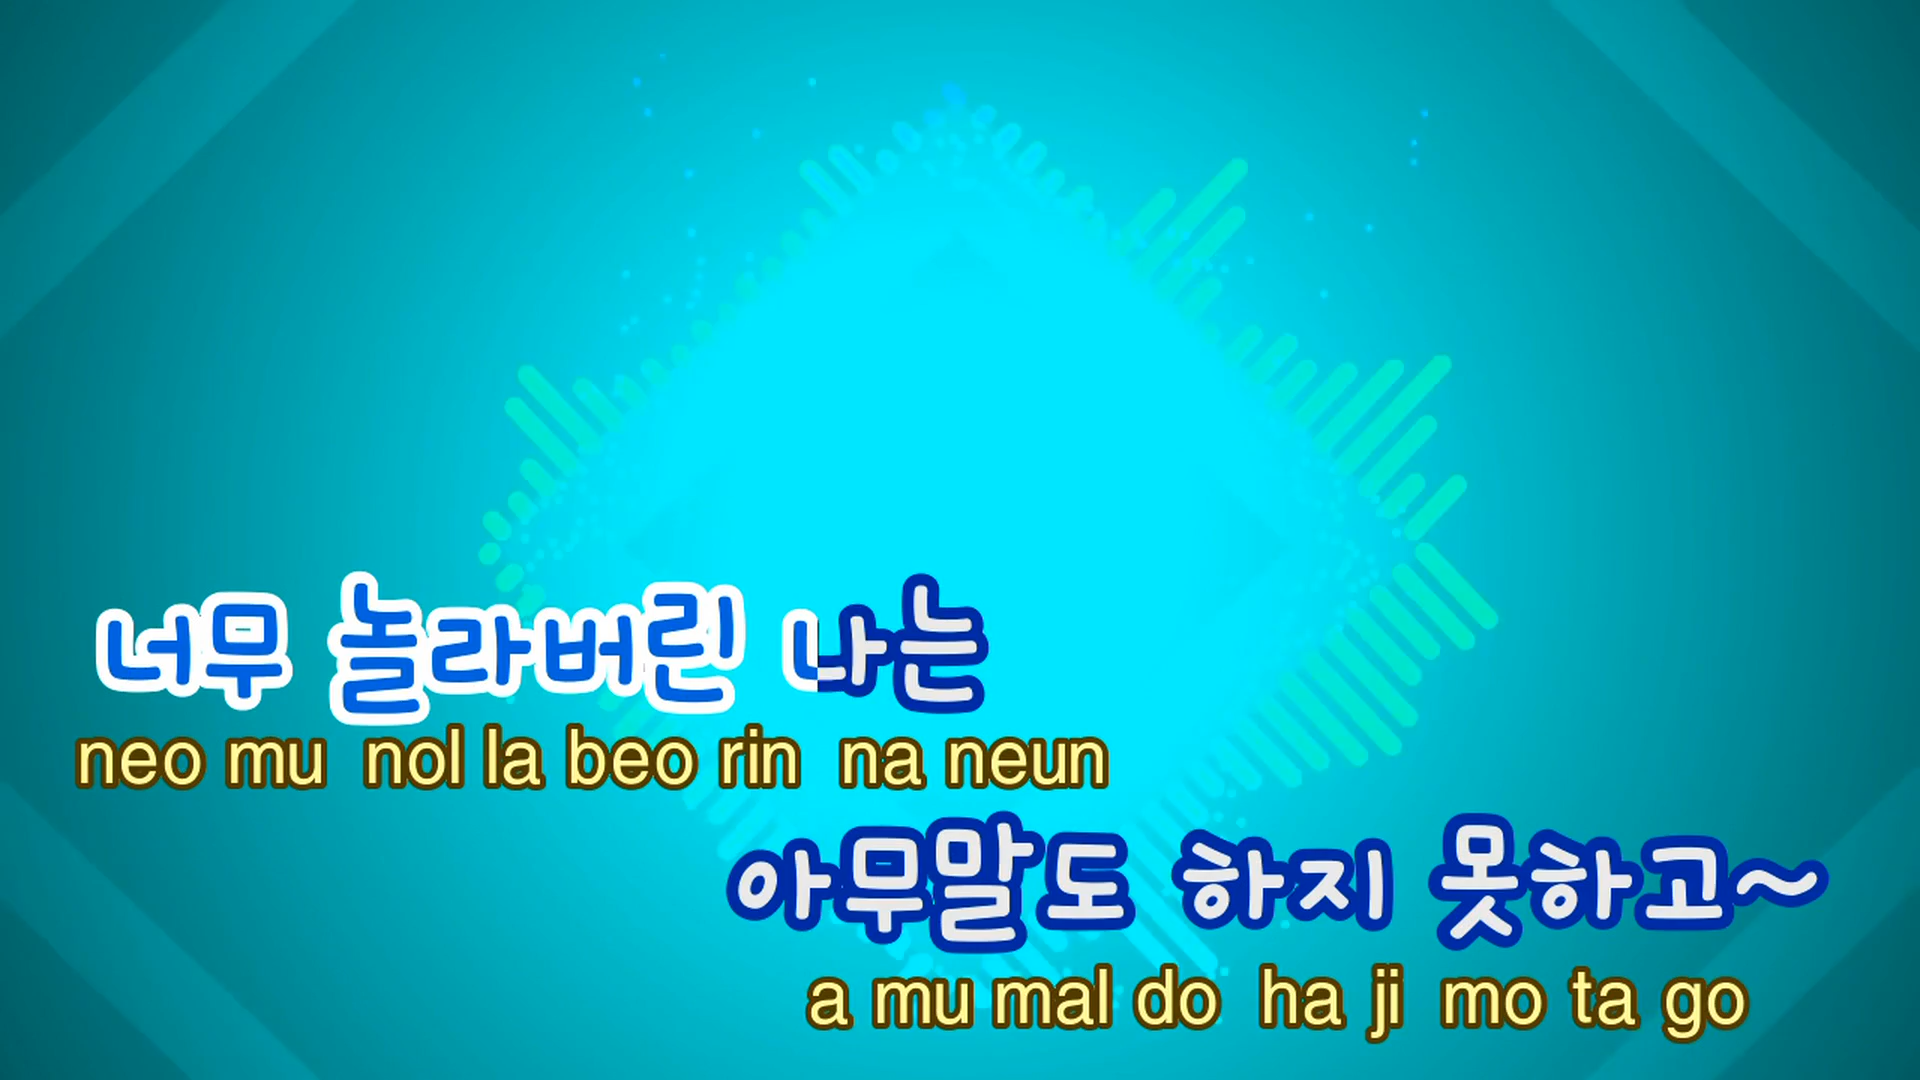 너무 놀라버린 나는
neo mu nol la beo rin na neun
아무말도 하지 못하고~
a mu mal do ha ji mo ta go